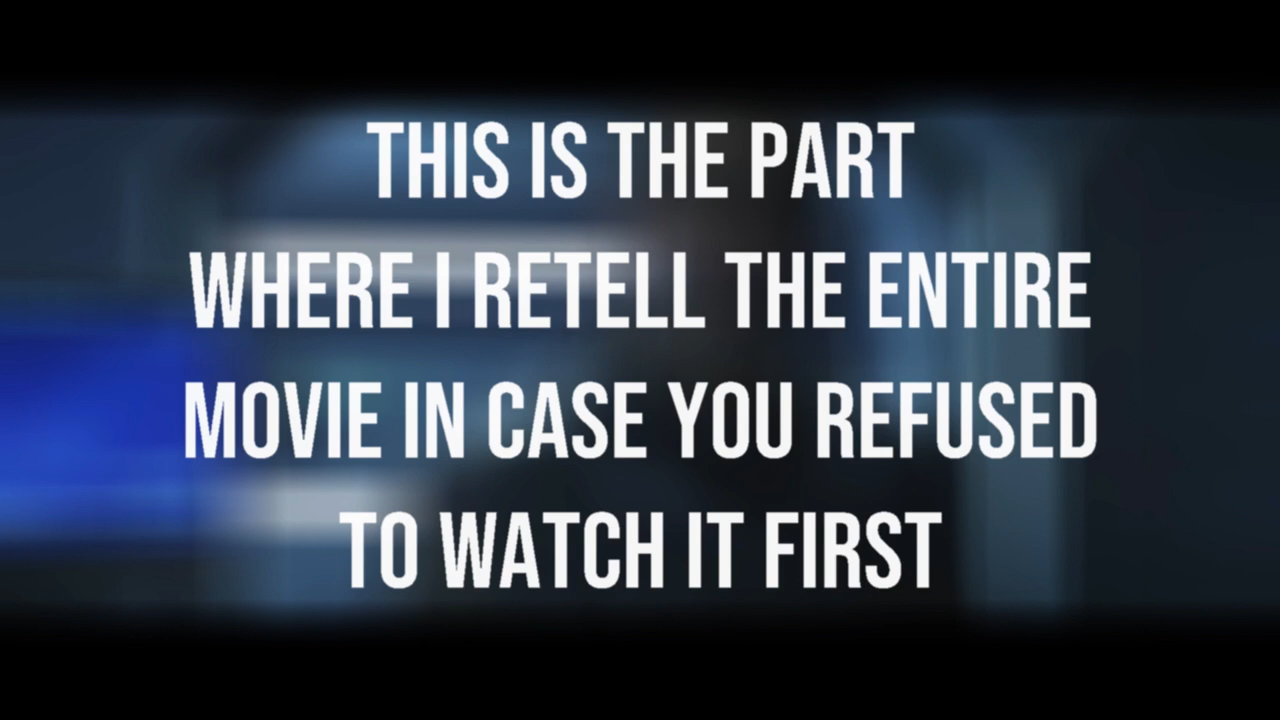 THIS IS THE PART
WHERE I RETELL THE ENTIRE
MOVIE IN CASE YOU REFUSED
TO WATCH IT FIRST